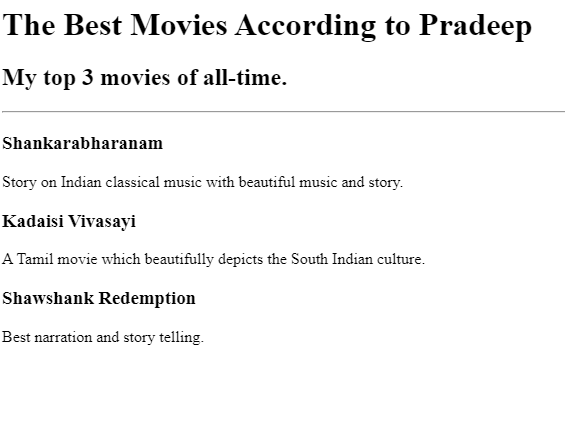 The Best Movies According to Pradeep
My top 3 movies of all-time.
Shankarabharanam
Story on Indian classical music with beautiful music and story.
Kadaisi Vivasayi
A Tamil movie which beautifully depicts the South Indian culture.
Shawshank Redemption
Best narration and story telling.